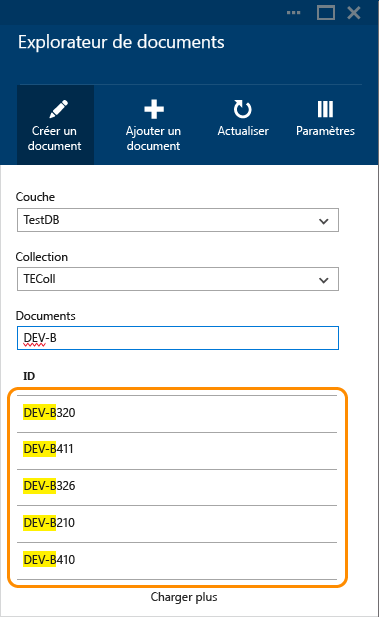 Explorateur de documents
Créer un
document
Ajouter un
document
Actualiser
Paramètres
Couche
TestDB
Collection
TEColl
Documents
DEV-B
ID
DEV-B320
DEV-B411
DEV-B326
DEV-B210
DEV-B410
Charger plus